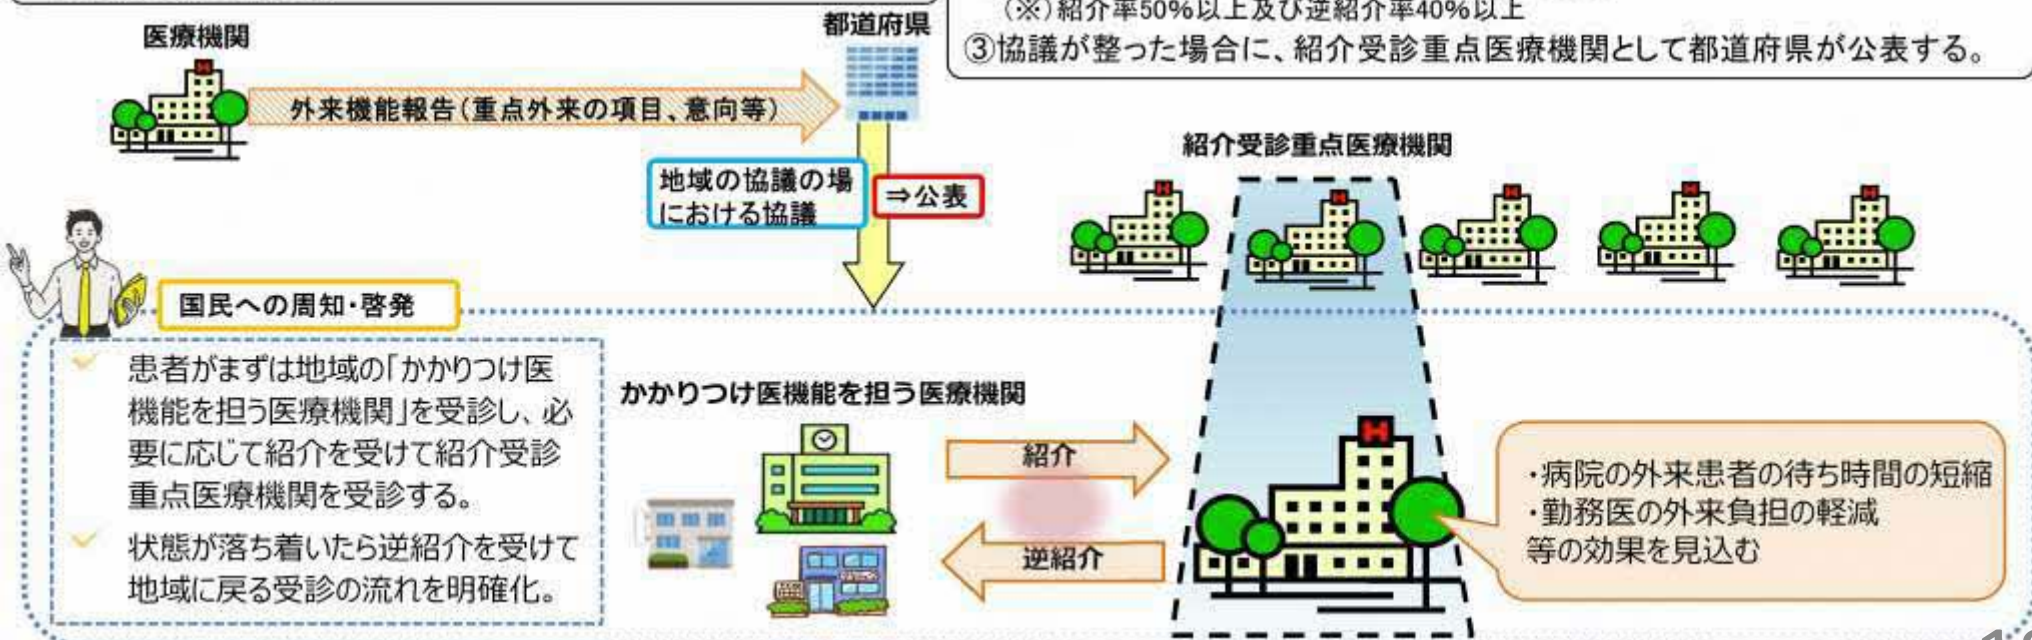 (※)紹介率50%以上及び逆紹介率40%以上
③協議が整った場合に、紹介受診重点医療機関として都道府県が公表する。
医療機関
都道府県
外来機能報告(重点外来の項目、意向等)
地域の協議の場
における協議
⇒公表
紹介受診重点医療機関
国民への周知・啓発
患者がまずは地域の「かかりつけ医
機能を担う医療機関」を受診し、必
要に応じて紹介を受けて紹介受診
重点医療機関を受診する。
状態が落ち着いたら逆紹介を受けて
地域に戻る受診の流れを明確化。
かかりつけ医機能を担う医療機関
紹介
逆紹介
・病院の外来患者の待ち時間の短縮
・勤務医の外来負担の軽減
等の効果を見込む